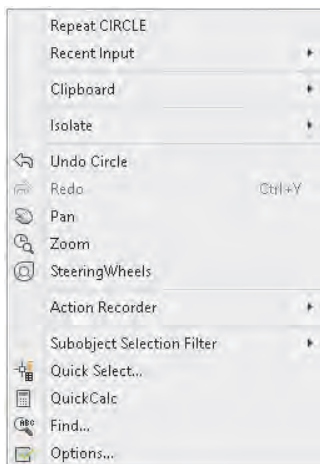 Repeat CIRCLE
Recent Input
Clipboard
Isolate
Undo Circle
Redo Ctrl+Y
Pan
Zoom
SteeringWheels
Action Recorder
Subobject Selection Filter
Quick Select...
QuickCalc
ABC
Find...
Options...